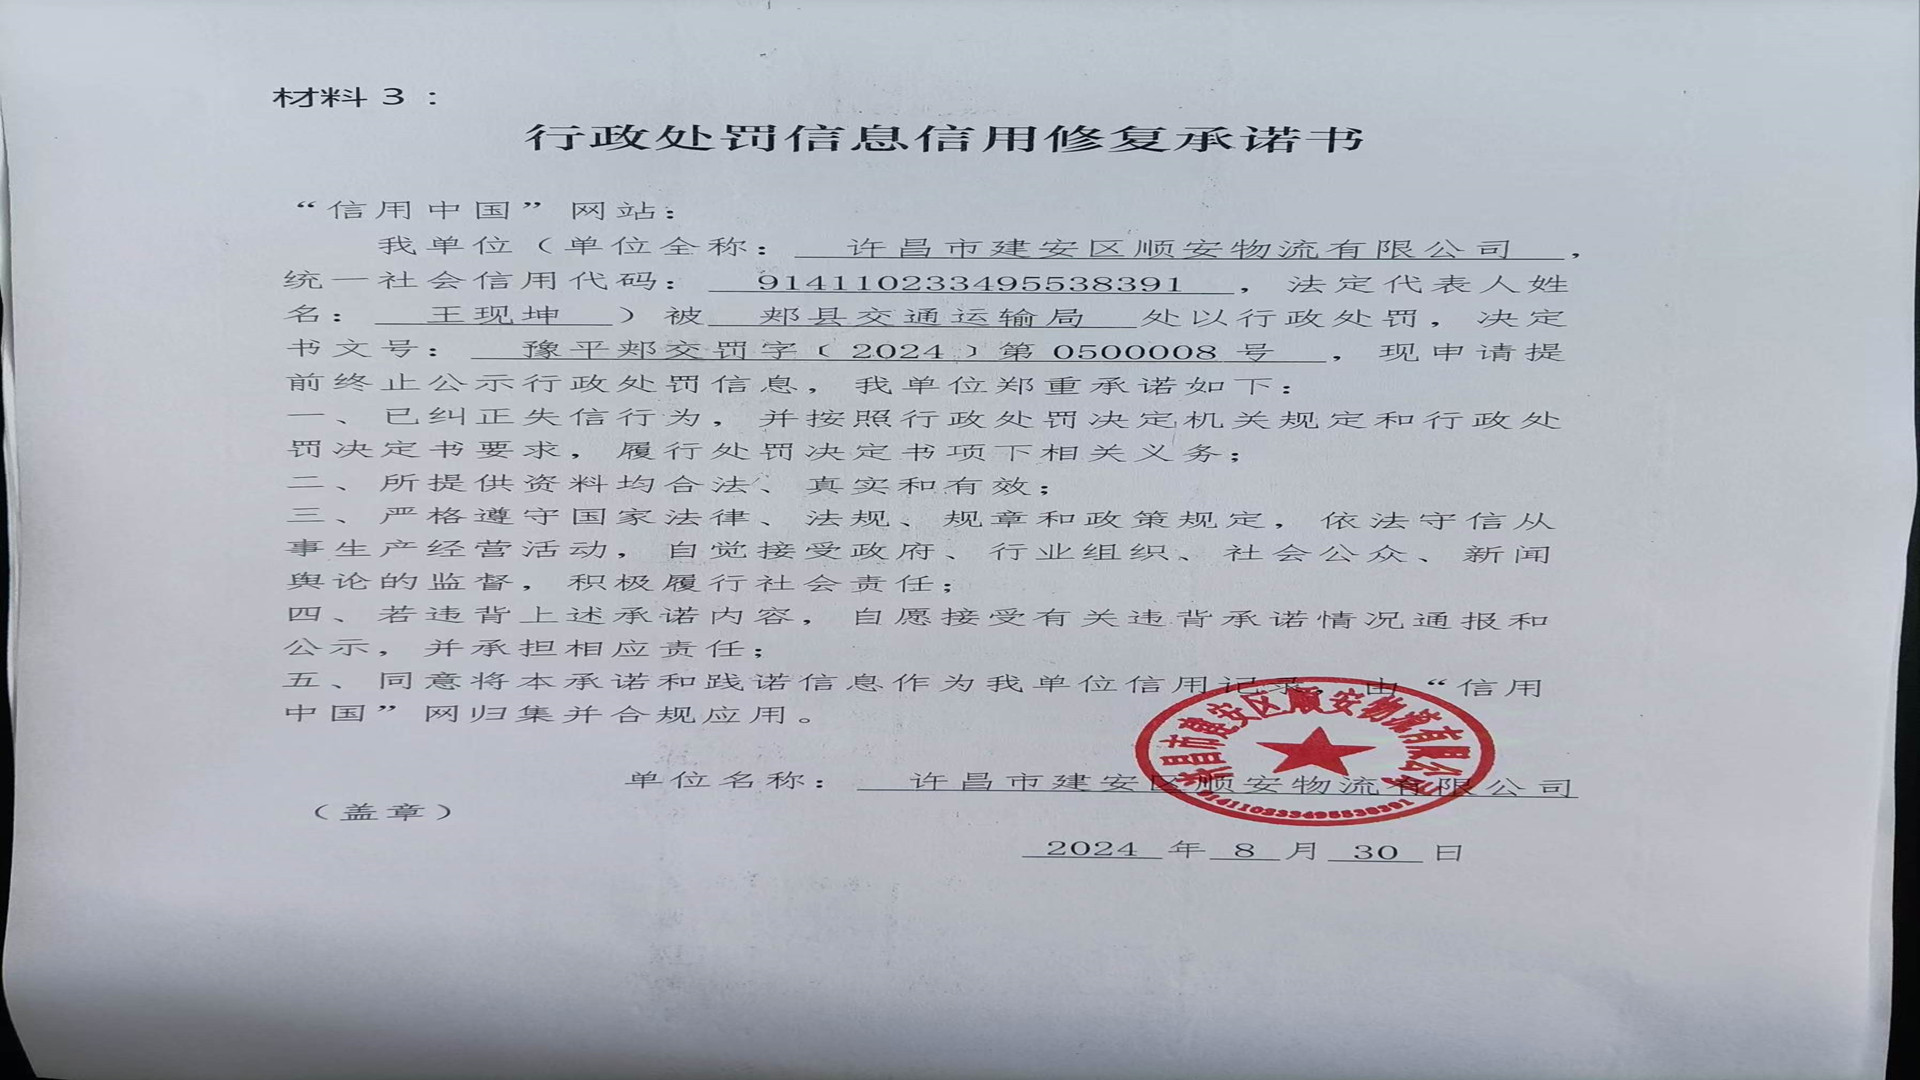 材料3：
行政处罚信息信用修复承诺书
“信用中国”网站：
我单位（单位全称：许昌市建安区顺安物流有限公司，
统一社会信用代码：914110233495538391，法定代表人姓
名：王现坤）被郏县交通运输局处以行政处罚，决定
书文号：豫平郏交罚字（2024）第0500008号，现申请提
前终止公示行政处罚信息，我单位郑重承诺如下：
一、已纠正失信行为，并按照行政处罚决定机关规定和行政处
罚决定书要求，履行处罚决定书项下相关义务；
二、所提供资料均合法、真实和有效；
三、严格遵守国家法律、法规、规章和政策规定，依法守信从
事生产经营活动，自觉接受政府、行业组织、社会公众、新闻
舆论的监督，积极履行社会责任；
四、若违背上述承诺内容，自愿接受有关违背承诺情况通报和
公示，并承担相应责任；
五、同意将本承诺和践诺信息作为我单位信用记录，由“信用
中国”网归集并合规应用。
许昌市建安区顺安物流有限公司
914110233495538391
单位名称：许昌市建安区顺安物流有限公司
（盖章）
2024年8月30日